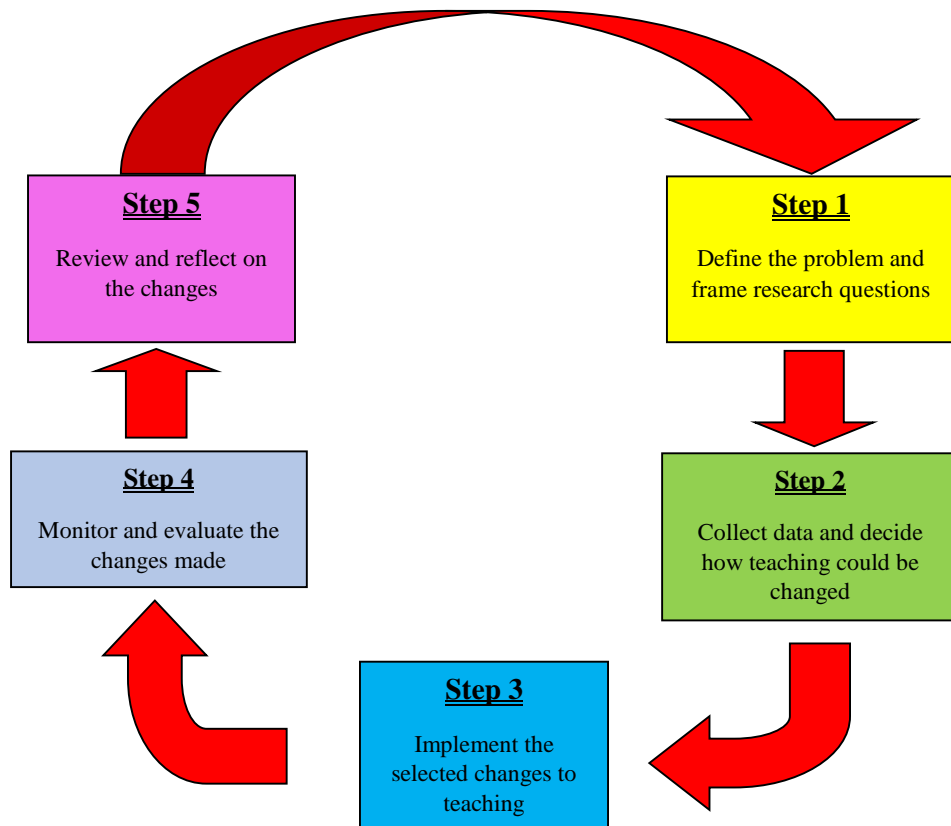 Step 1
Define the problem and
frame research questions
Step 2
Collect data and decide
how teaching could be
changed
Step 3
Implement the
selected changes to
teaching
Step 4
Monitor and evaluate the
changes made
Step 5
Review and reflect on
the changes